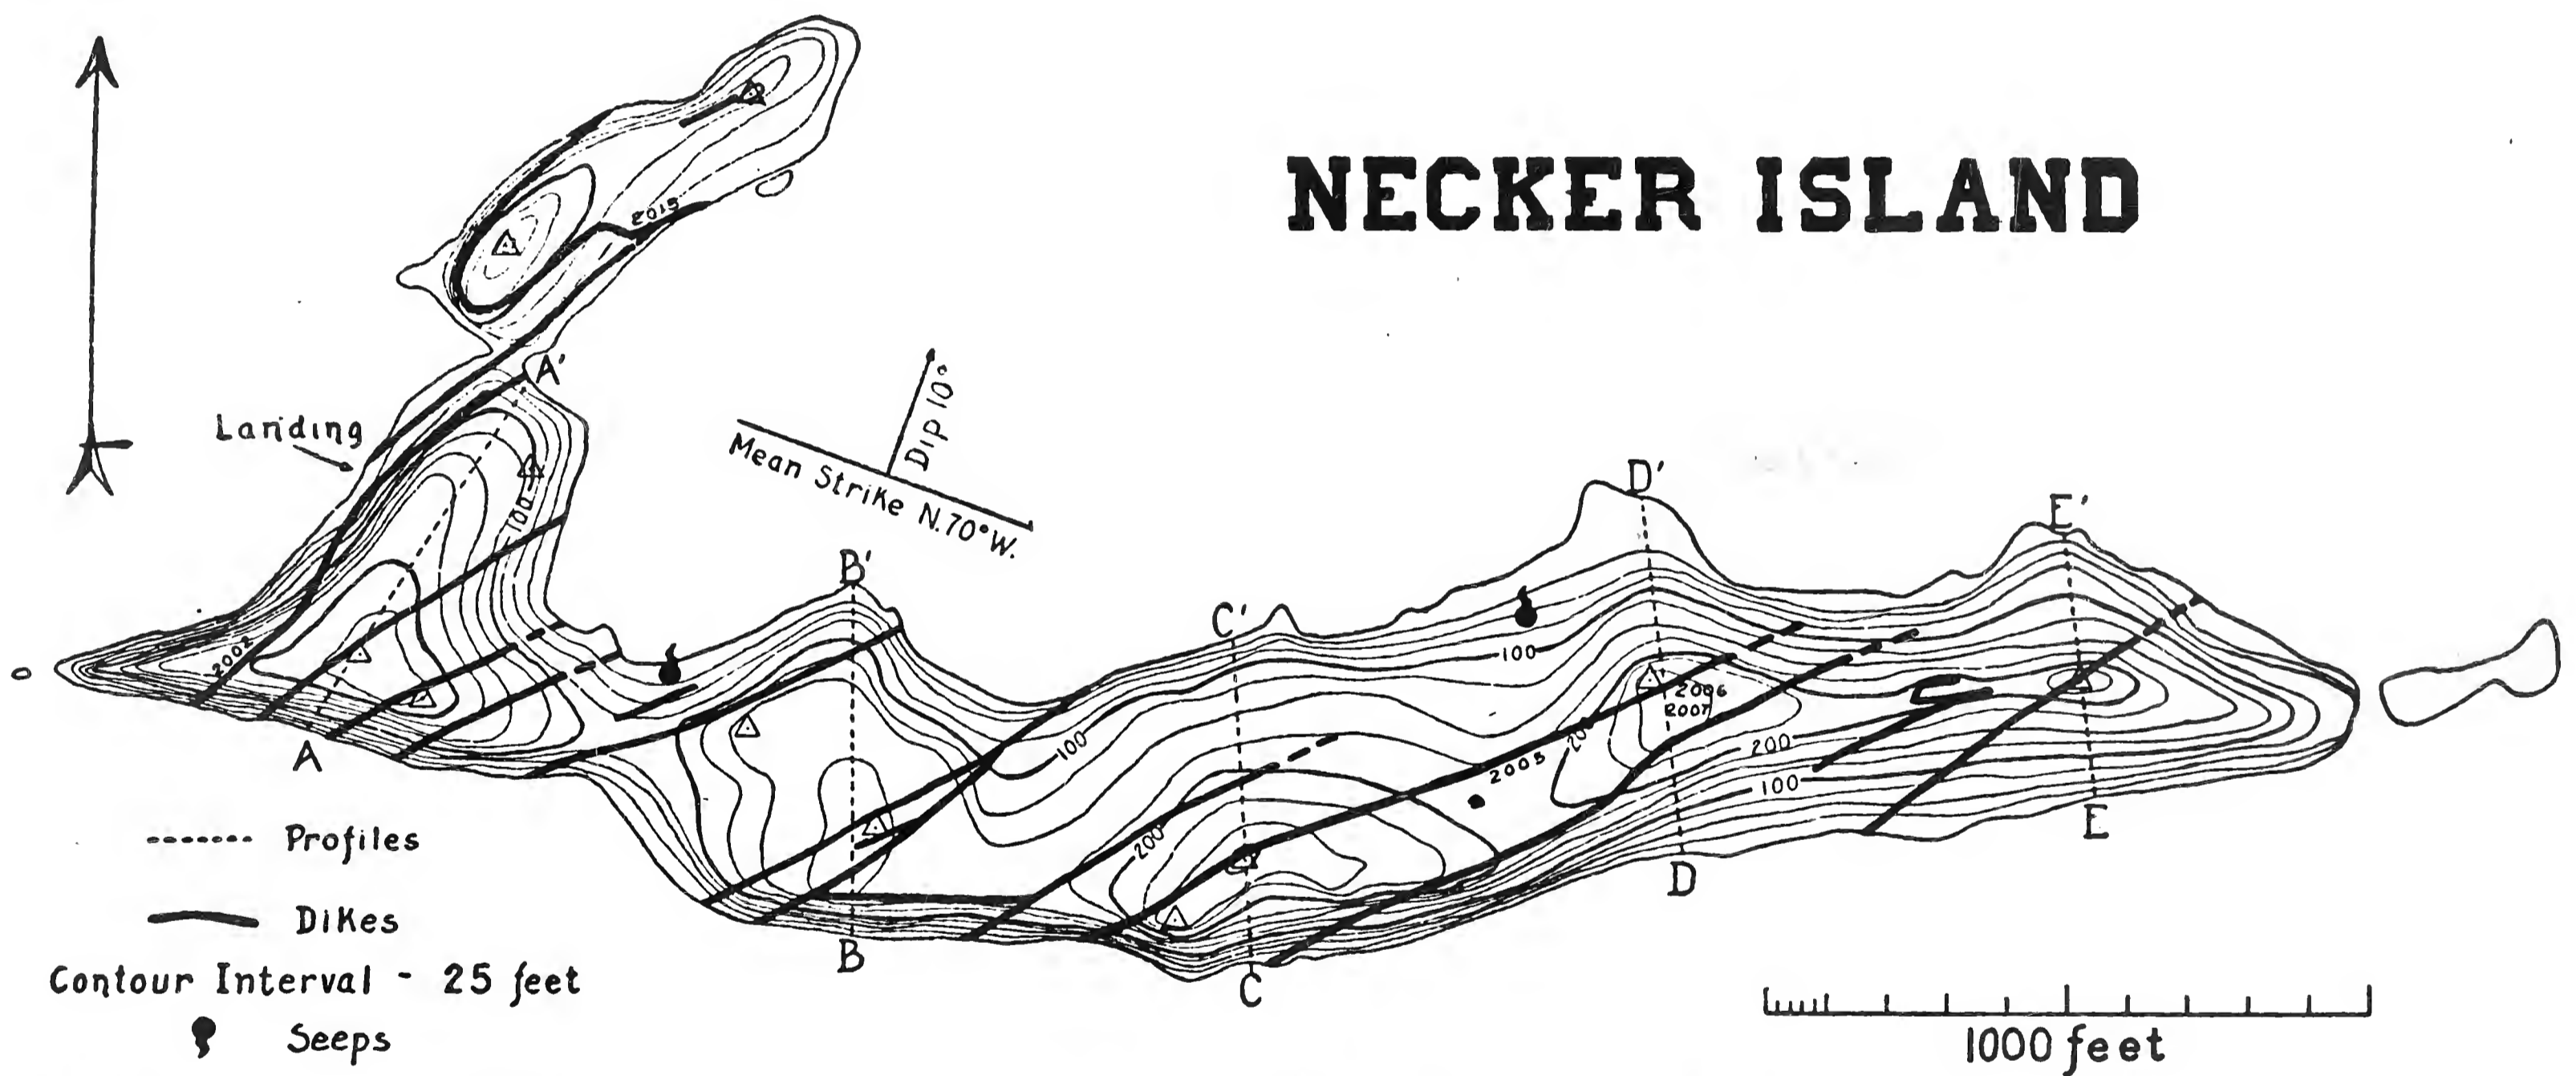 NECKER ISLAND
2015
A'
Landing
Dip 10°
Mean Strike N.70°W.
100
D'
E'
B'
C'
2002
100
2006
2007
200
100
200
2005
100
200
A
E
D
B
C
Profiles
Dikes
Contour Interval - 25 feet
Seeps
1000 feet